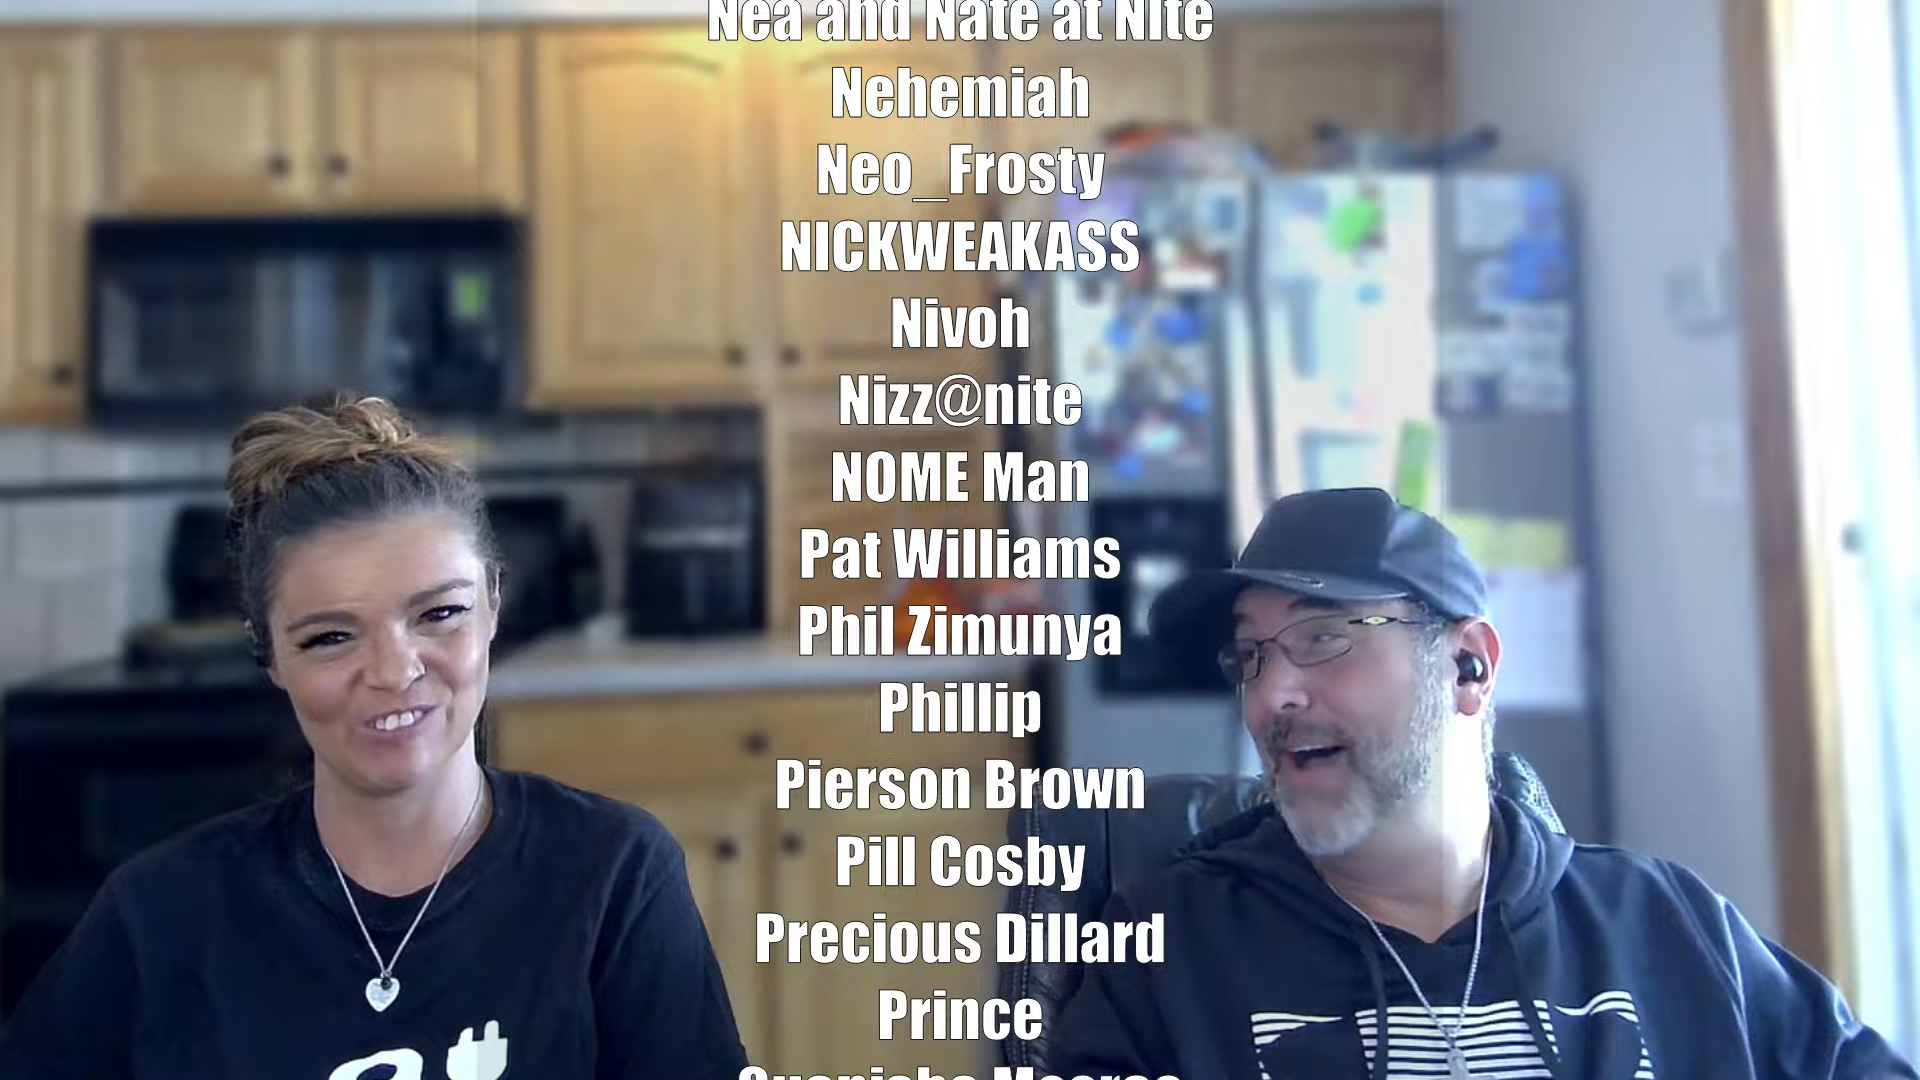 Nea and Nate at Nite
Nehemiah
Neo_Frosty
NICKWEAKASS
Nivoh
Nizz@nite
NOME Man
Pat Williams
Phil Zimunya
Phillip
Pierson Brown
Pill Cosby
Precious Dillard
Prince